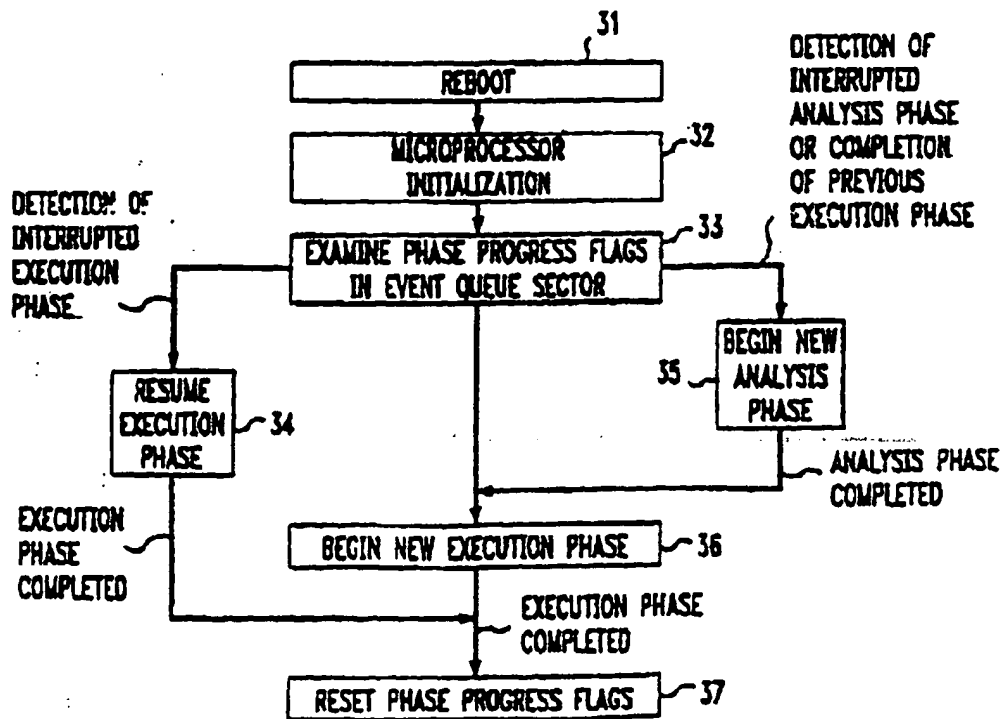 31
REBOOT
MICROPROCESSOR
INITIALIZATION
32
DETECTION OF
INTERRUPTED
ANALYSIS PHASE
OR COMPLETION
OF PREVIOUS
EXECUTION PHASE
DETECTION OF
INTERRUPTED
EXECUTION
PHASE
EXAMINE PHASE PROGRESS FLAGS
IN EVENT QUEUE SECTOR
33
RESUME
EXECUTION
PHASE
34
35
BEGIN NEW
ANALYSIS
PHASE
ANALYSIS PHASE
COMPLETED
EXECUTION
PHASE
COMPLETED
BEGIN NEW EXECUTION PHASE
36
EXECUTION PHASE
COMPLETED
RESET PHASE PROGRESS FLAGS
37